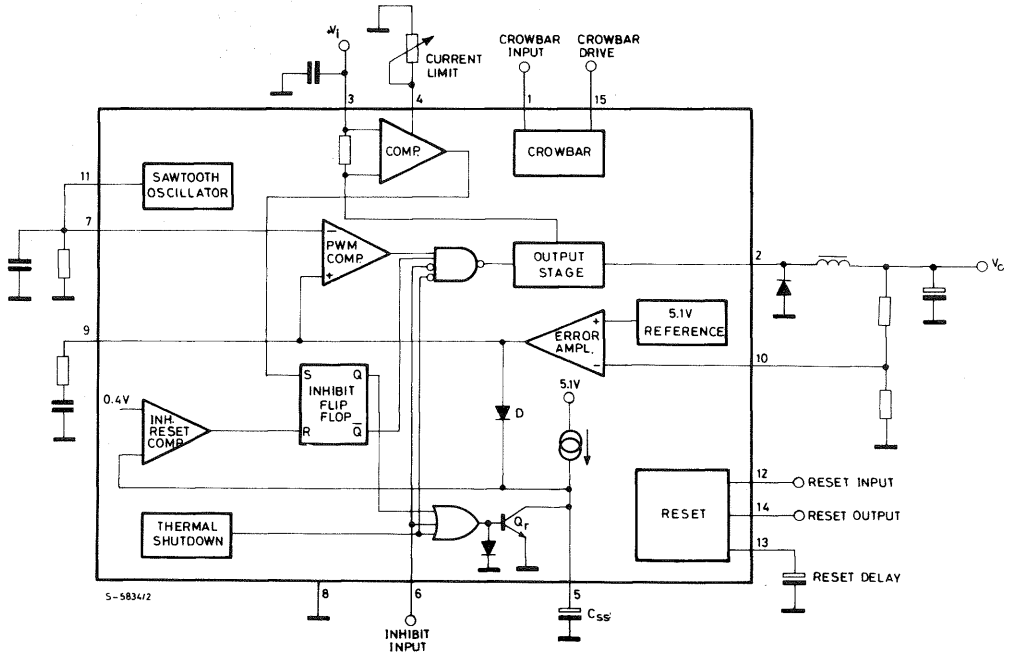 +Vi
CURRENT
LIMIT
CROWBAR
INPUT
CROWBAR
DRIVE
3
4
1
15
COMP.
CROWBAR
11
SAWTOOTH
OSCILLATOR
7
−
PWM
COMP.
+
OUTPUT
STAGE
2
Vc
9
+
ERROR
AMPL.
−
5.1V
REFERENCE
10
0.4V
INH.
RESET
COMP.
S
Q
INHIBIT
FLIP
FLOP
R
Q̅
D
5.1V
THERMAL
SHUTDOWN
Qr
RESET
12
RESET INPUT
14
RESET OUTPUT
13
RESET DELAY
S-5834/2
8
6
5
Css
INHIBIT
INPUT